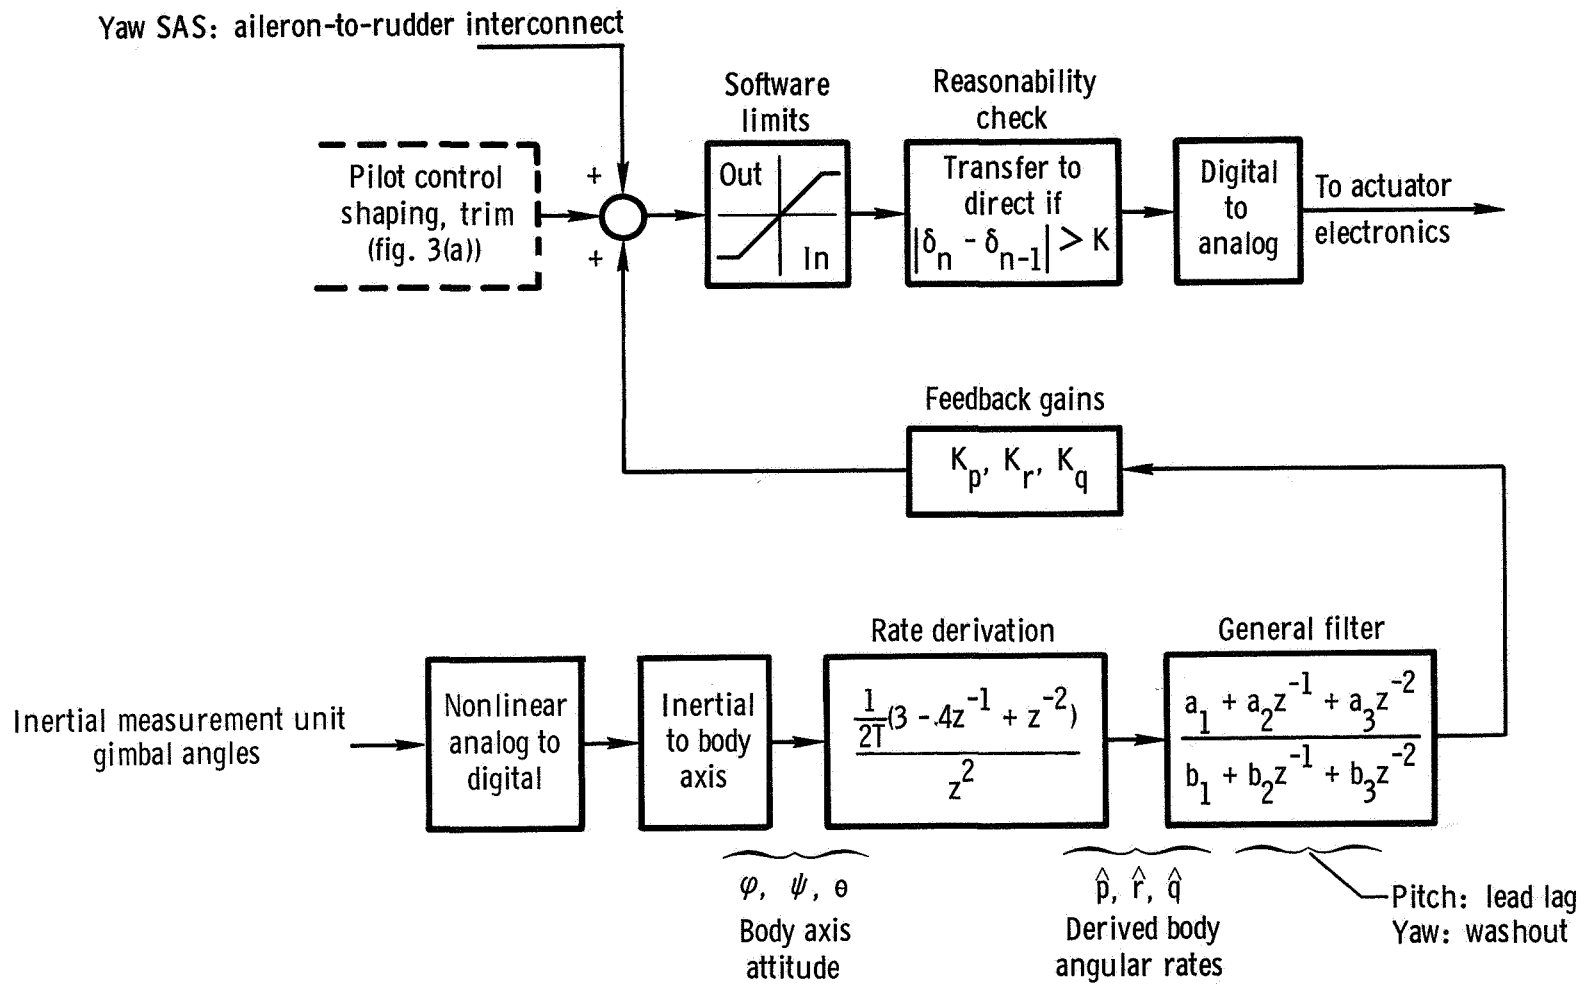 Yaw SAS: aileron-to-rudder interconnect
Software
limits
Reasonability
check
Pilot control
shaping, trim
(fig. 3(a))
+
+
Out
In
Transfer to
direct if
|δn - δn-1| > K
Digital
to
analog
To actuator
electronics
Feedback gains
Kp, Kr, Kq
Rate derivation
General filter
Inertial measurement unit
gimbal angles
Nonlinear
analog to
digital
Inertial
to body
axis
1/2T (3 - .4z^-1 + z^-2)
z^2
a1 + a2z^-1 + a3z^-2
b1 + b2z^-1 + b3z^-2
φ, ψ, θ
Body axis
attitude
p̂, r̂, q̂
Derived body
angular rates
Pitch: lead lag
Yaw: washout